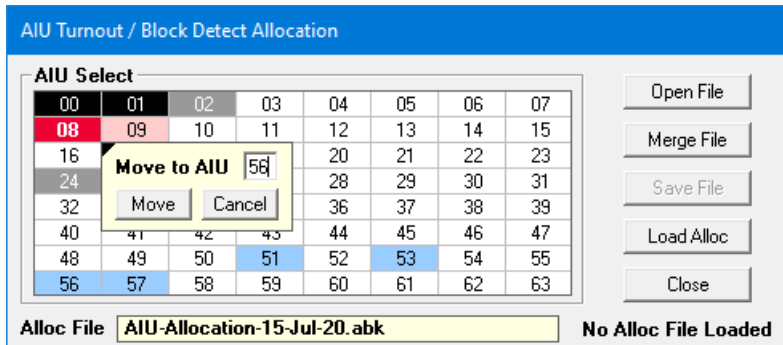 AIU Turnout / Block Detect Allocation
AIU Select
00 01 02 03 04 05 06 07
08 09 10 11 12 13 14 15
16 20 21 22 23
24 28 29 30 31
32 36 37 38 39
40 41 42 43 44 45 46 47
48 49 50 51 52 53 54 55
56 57 58 59 60 61 62 63
Move to AIU 56
Move Cancel
Open File
Merge File
Save File
Load Alloc
Close
Alloc File AIU-Allocation-15-Jul-20.abk No Alloc File Loaded